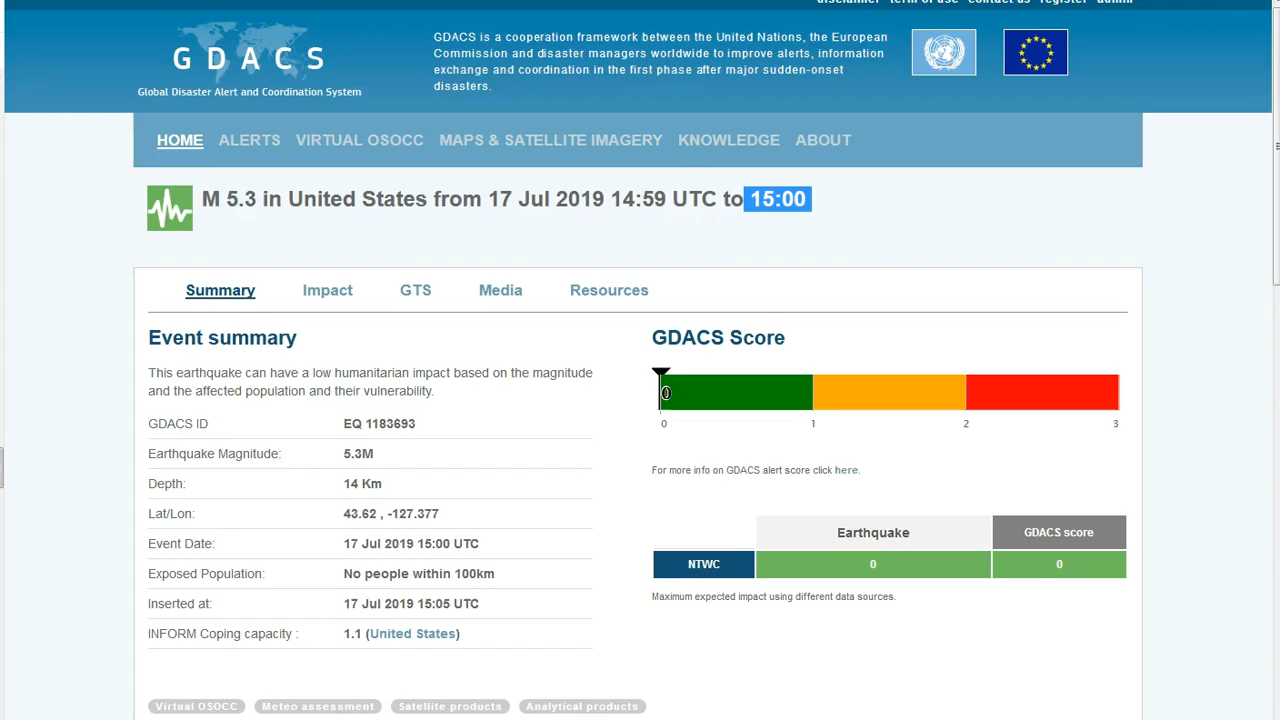 disclaimer term of use contact us register admin
GDACS
Global Disaster Alert and Coordination System
GDACS is a cooperation framework between the United Nations, the European
Commission and disaster managers worldwide to improve alerts, information
exchange and coordination in the first phase after major sudden-onset
disasters.
HOME ALERTS VIRTUAL OSOCC MAPS & SATELLITE IMAGERY KNOWLEDGE ABOUT
M 5.3 in United States from 17 Jul 2019 14:59 UTC to 15:00
Summary Impact GTS Media Resources
Event summary
This earthquake can have a low humanitarian impact based on the magnitude
and the affected population and their vulnerability.
GDACS ID EQ 1183693
Earthquake Magnitude: 5.3M
Depth: 14 Km
Lat/Lon: 43.62 , -127.377
Event Date: 17 Jul 2019 15:00 UTC
Exposed Population: No people within 100km
Inserted at: 17 Jul 2019 15:05 UTC
INFORM Coping capacity : 1.1 (United States)
Virtual OSOCC Meteo assessment Satellite products Analytical products
GDACS Score
0
0 1 2 3
For more info on GDACS alert score click here.
Earthquake GDACS score
NTWC 0 0
Maximum expected impact using different data sources.